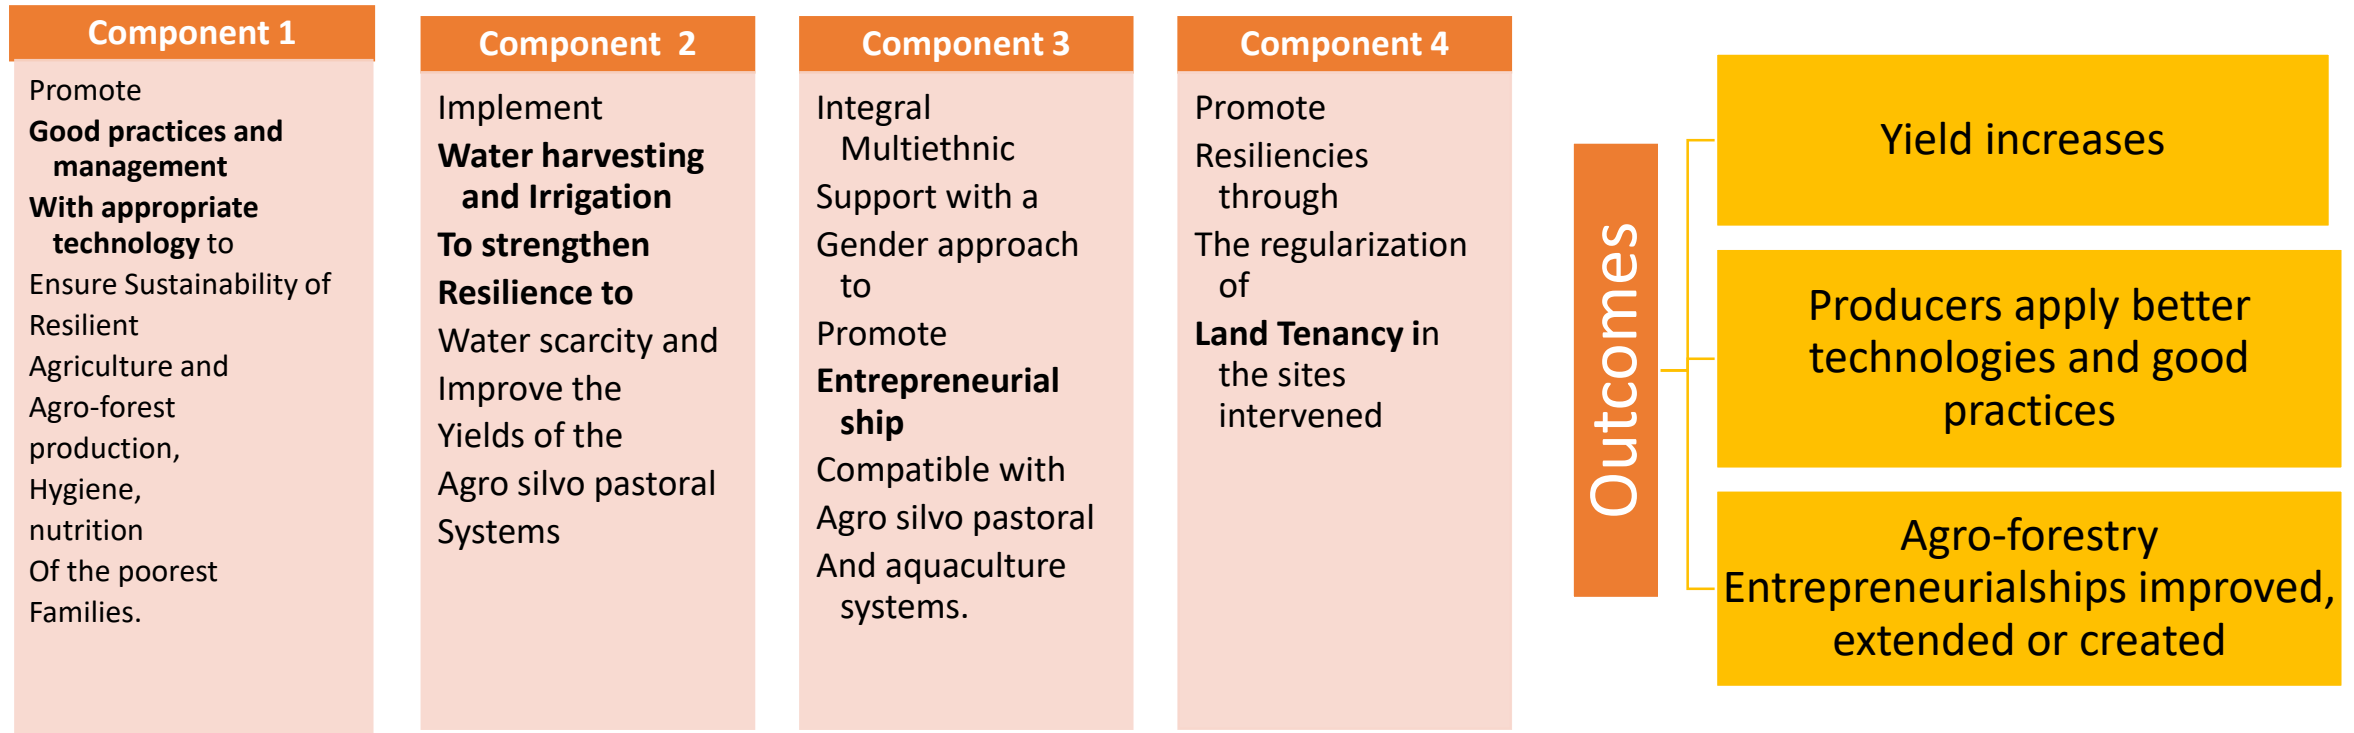 Component 1
Promote
Good practices and
management
With appropriate
technology to
Ensure Sustainability of
Resilient
Agriculture and
Agro-forest
production,
Hygiene,
nutrition
Of the poorest
Families.
Component  2
Implement
Water harvesting
and Irrigation
To strengthen
Resilience to
Water scarcity and
Improve the
Yields of the
Agro silvo pastoral
Systems
Component 3
Integral
Multiethnic
Support with a
Gender approach
to
Promote
Entrepreneurial
ship
Compatible with
Agro silvo pastoral
And aquaculture
systems.
Component 4
Promote
Resiliencies
through
The regularization
of
Land Tenancy in
the sites
intervened
Outcomes
Yield increases
Producers apply better
technologies and good
practices
Agro-forestry
Entrepreneurialships improved,
extended or created